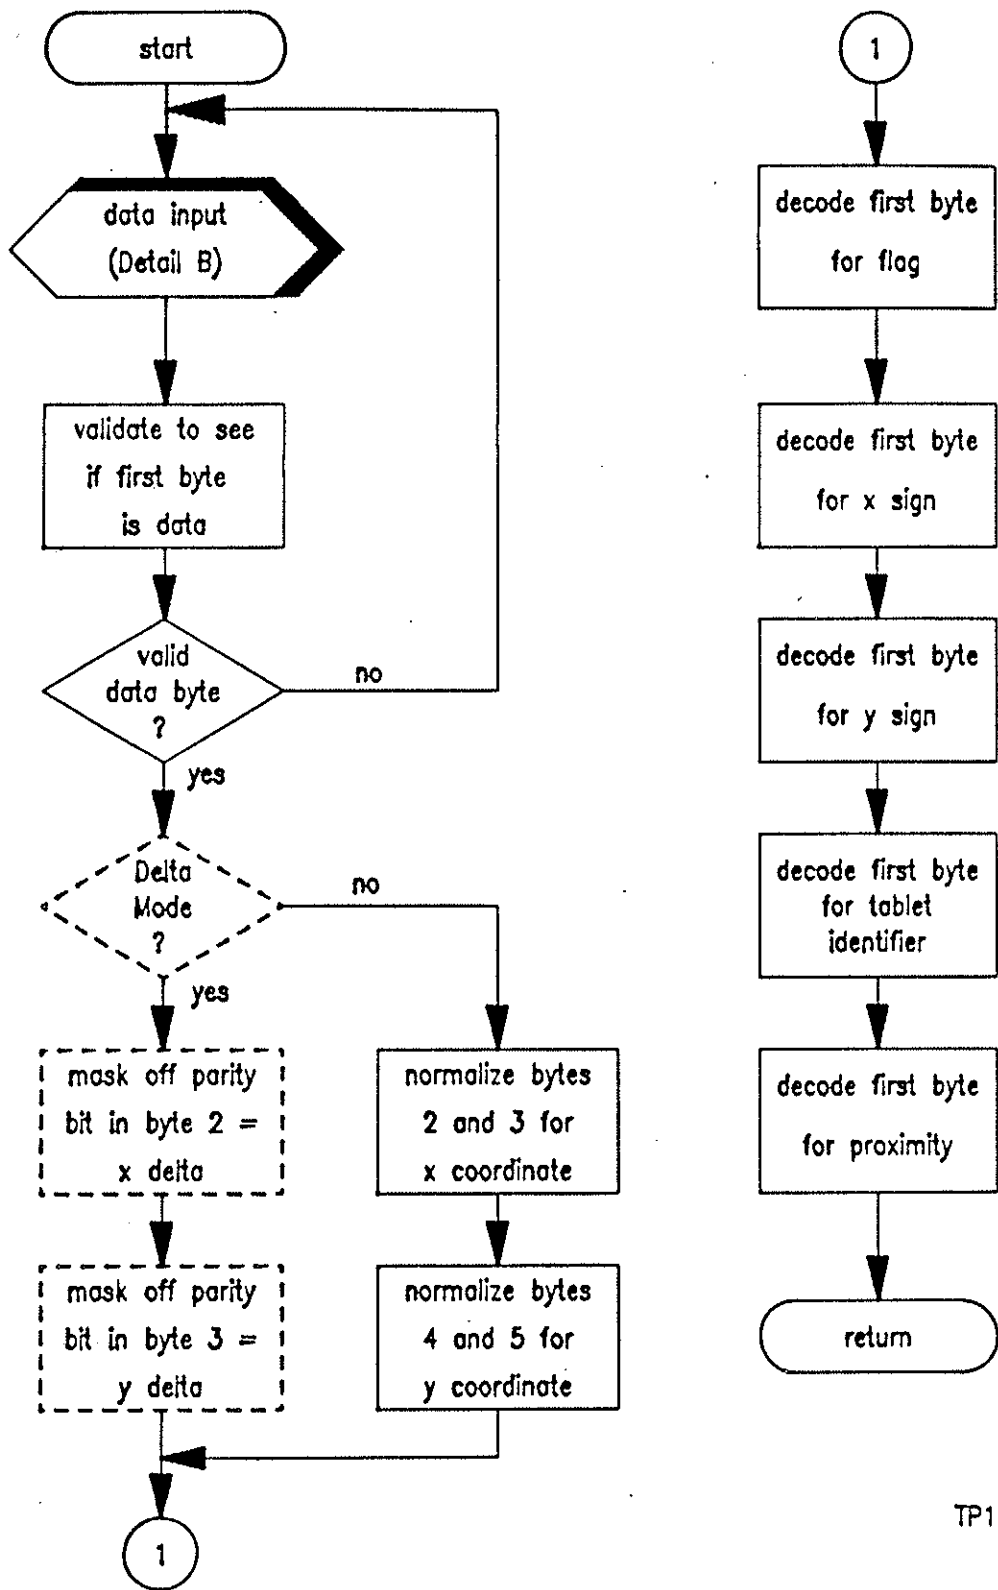 start
data input
(Detail B)
validate to see
if first byte
is data
valid
data byte
?
no
yes
Delta
Mode
?
no
yes
mask off parity
bit in byte 2 =
x delta
normalize bytes
2 and 3 for
x coordinate
mask off parity
bit in byte 3 =
y delta
normalize bytes
4 and 5 for
y coordinate
1
1
decode first byte
for flag
decode first byte
for x sign
decode first byte
for y sign
decode first byte
for tablet
identifier
decode first byte
for proximity
return
TP1